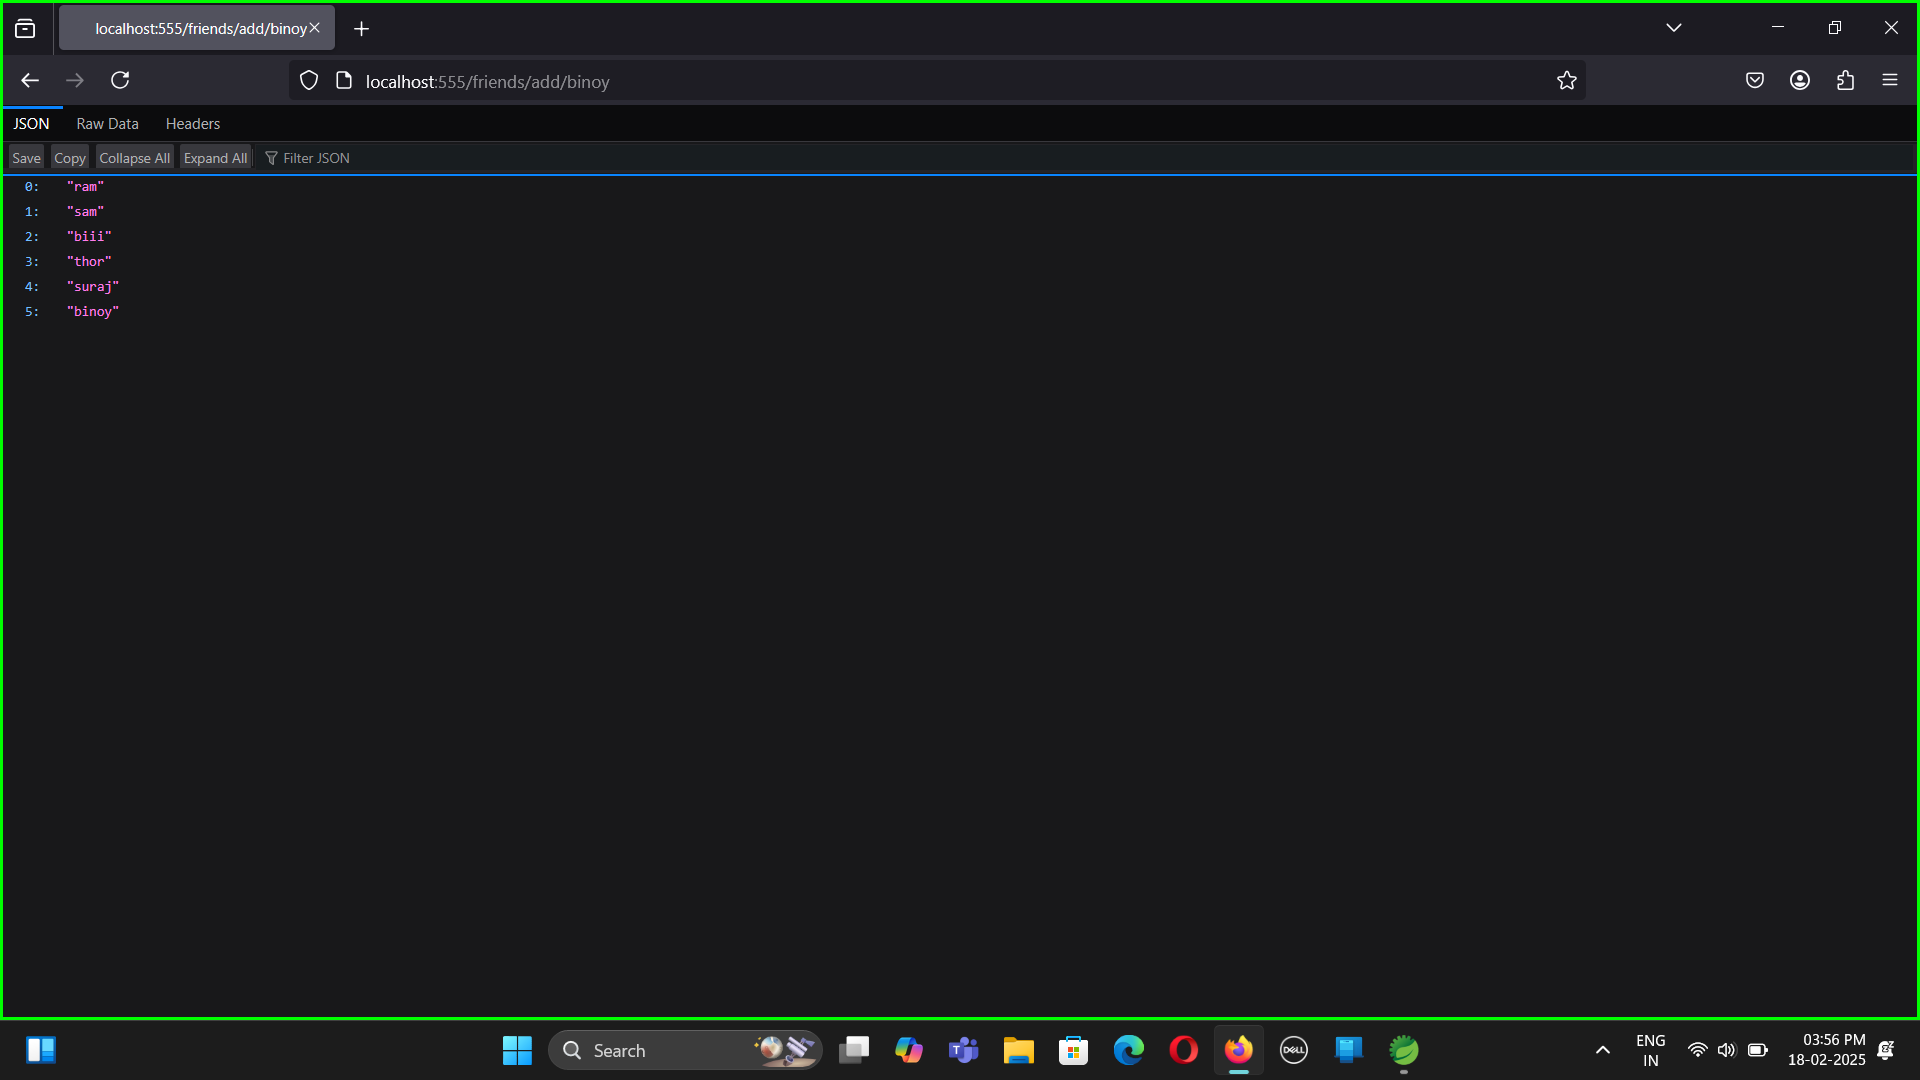 localhost:555/friends/add/binoy
localhost:555/friends/add/binoy
JSON Raw Data Headers
Save Copy Collapse All Expand All Filter JSON
0: "ram"
1: "sam"
2: "biii"
3: "thor"
4: "suraj"
5: "binoy"
Search
T
DELL
ENG
IN
03:56 PM
18-02-2025